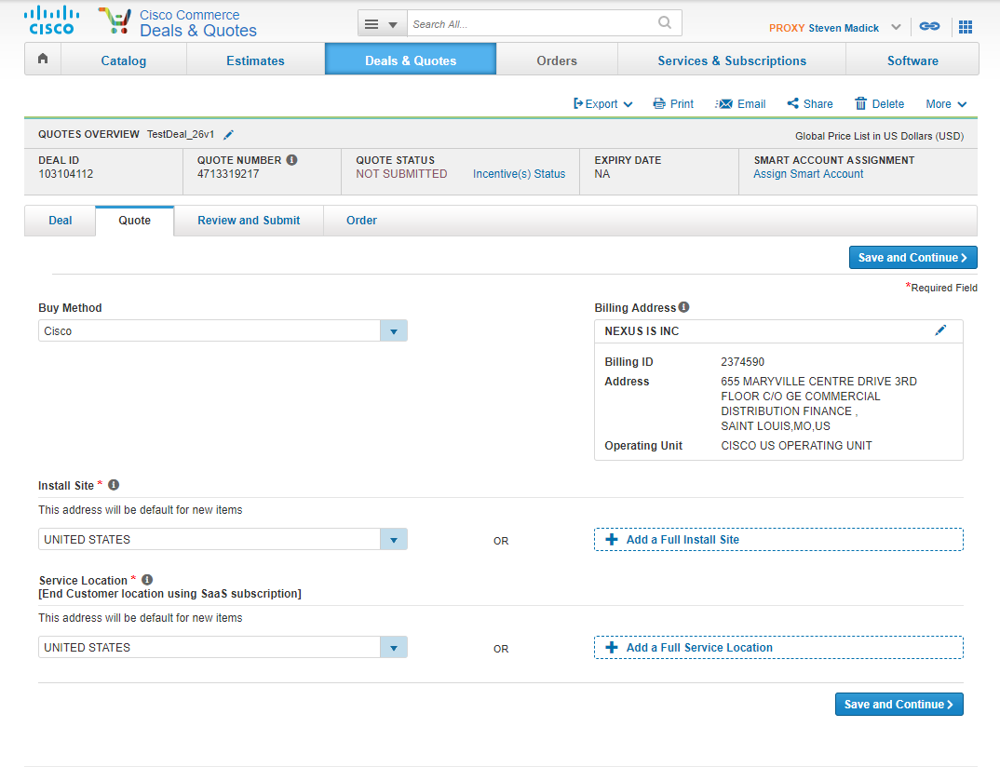 CISCO
Cisco Commerce
Deals & Quotes
Search All...
PROXY Steven Madick
Catalog
Estimates
Deals & Quotes
Orders
Services & Subscriptions
Software
Export
Print
Email
Share
Delete
More
QUOTES OVERVIEW TestDeal_26v1
Global Price List in US Dollars (USD)
DEAL ID
103104112
QUOTE NUMBER
4713319217
QUOTE STATUS
NOT SUBMITTED
Incentive(s) Status
EXPIRY DATE
NA
SMART ACCOUNT ASSIGNMENT
Assign Smart Account
Deal
Quote
Review and Submit
Order
Save and Continue
*Required Field
Buy Method
Cisco
Billing Address
NEXUS IS INC
Billing ID 2374590
Address 655 MARYVILLE CENTRE DRIVE 3RD
FLOOR C/O GE COMMERCIAL
DISTRIBUTION FINANCE ,
SAINT LOUIS,MO,US
Operating Unit CISCO US OPERATING UNIT
Install Site *
This address will be default for new items
UNITED STATES
OR
Add a Full Install Site
Service Location *
[End Customer location using SaaS subscription]
This address will be default for new items
UNITED STATES
OR
Add a Full Service Location
Save and Continue